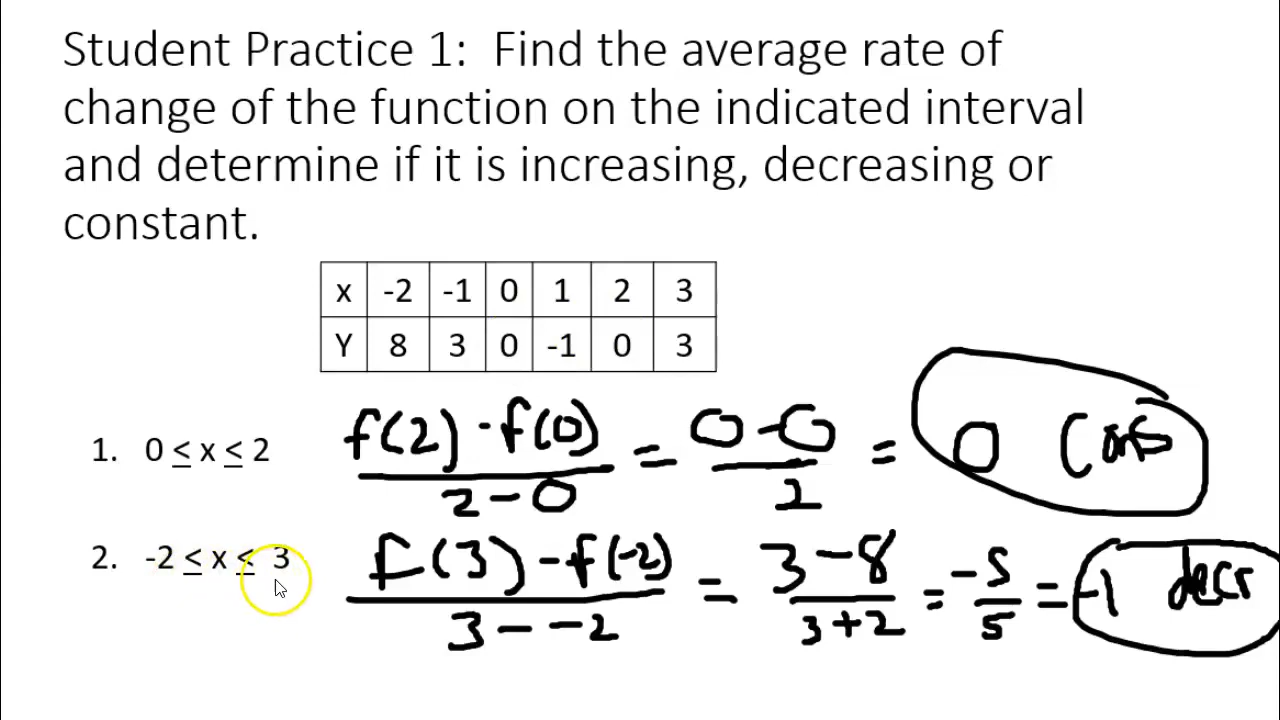 Student Practice 1:  Find the average rate of
change of the function on the indicated interval
and determine if it is increasing, decreasing or
constant.
x -2 -1 0 1 2 3
Y 8 3 0 -1 0 3
1. 0 ≤ x ≤ 2 f(2) - f(0) / 2 - 0 = 0 - 0 / 2 = 0 Cons
2. -2 ≤ x ≤ 3 f(3) - f(-2) / 3 - -2 = 3 - 8 / 3 + 2 = -5 / 5 = -1 decr